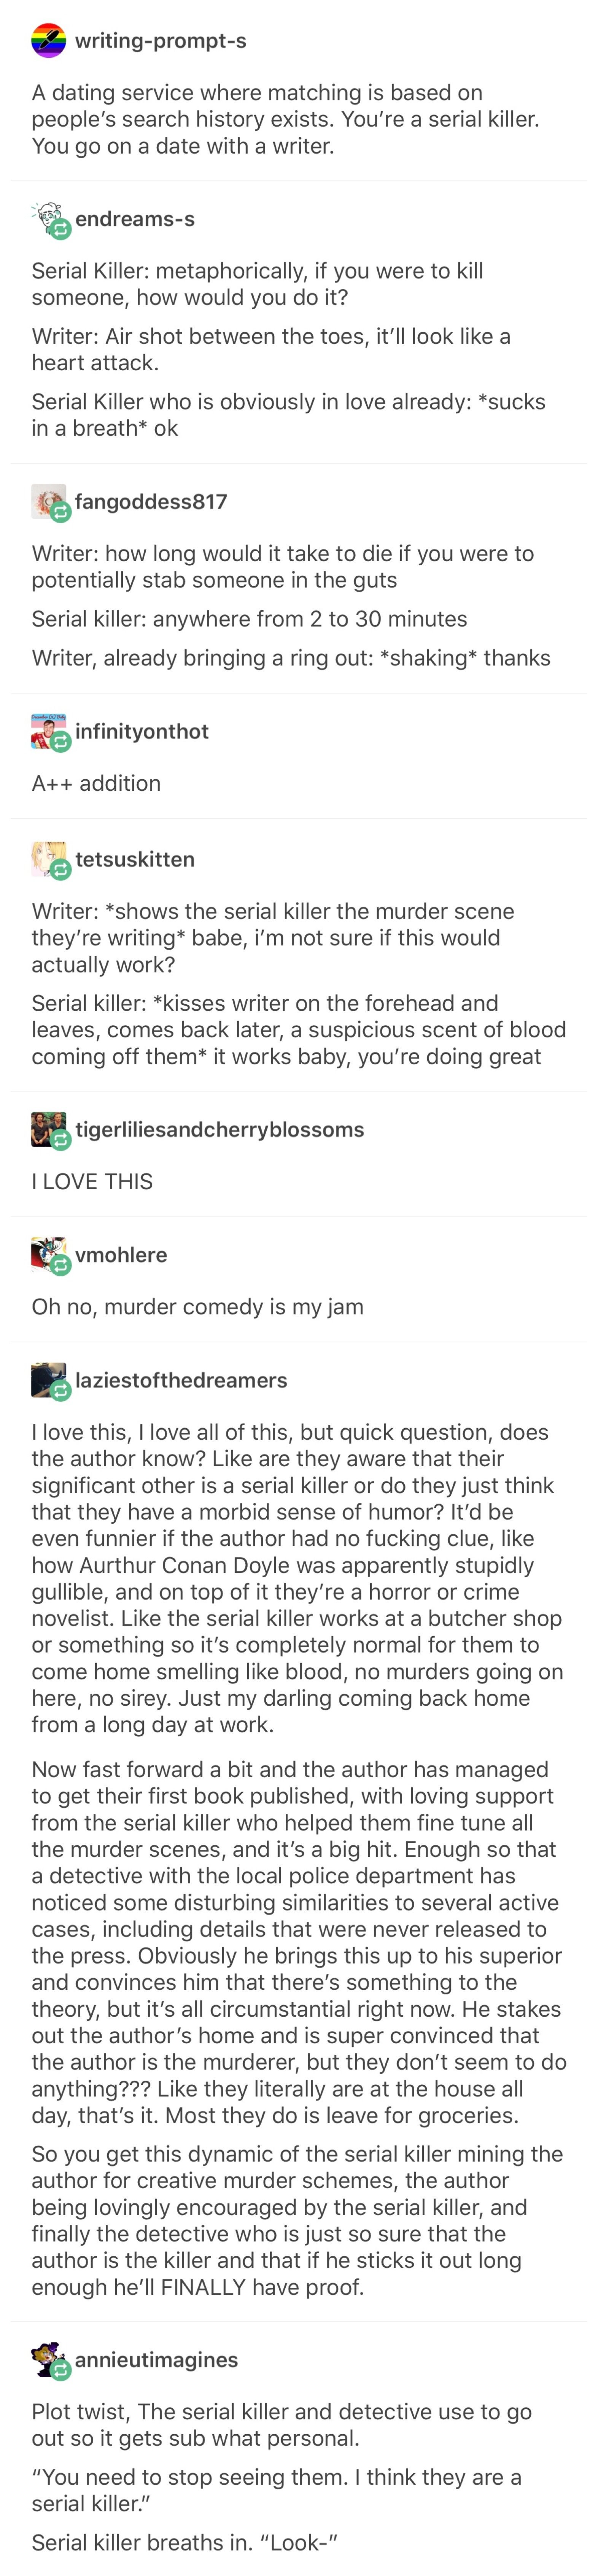 writing-prompt-s
A dating service where matching is based on
people's search history exists. You're a serial killer.
You go on a date with a writer.
endreams-s
Serial Killer: metaphorically, if you were to kill
someone, how would you do it?
Writer: Air shot between the toes, it'll look like a
heart attack.
Serial Killer who is obviously in love already: *sucks
in a breath* ok
fangoddess817
Writer: how long would it take to die if you were to
potentially stab someone in the guts
Serial killer: anywhere from 2 to 30 minutes
Writer, already bringing a ring out: *shaking* thanks
infinityonthot
A++ addition
tetsuskitten
Writer: *shows the serial killer the murder scene
they're writing* babe, i'm not sure if this would
actually work?
Serial killer: *kisses writer on the forehead and
leaves, comes back later, a suspicious scent of blood
coming off them* it works baby, you're doing great
tigerliliesandcherryblossoms
I LOVE THIS
vmohlere
Oh no, murder comedy is my jam
laziestofthedreamers
I love this, I love all of this, but quick question, does
the author know? Like are they aware that their
significant other is a serial killer or do they just think
that they have a morbid sense of humor? It'd be
even funnier if the author had no fucking clue, like
how Aurthur Conan Doyle was apparently stupidly
gullible, and on top of it they're a horror or crime
novelist. Like the serial killer works at a butcher shop
or something so it's completely normal for them to
come home smelling like blood, no murders going on
here, no sirey. Just my darling coming back home
from a long day at work.
Now fast forward a bit and the author has managed
to get their first book published, with loving support
from the serial killer who helped them fine tune all
the murder scenes, and it's a big hit. Enough so that
a detective with the local police department has
noticed some disturbing similarities to several active
cases, including details that were never released to
the press. Obviously he brings this up to his superior
and convinces him that there's something to the
theory, but it's all circumstantial right now. He stakes
out the author's home and is super convinced that
the author is the murderer, but they don't seem to do
anything??? Like they literally are at the house all
day, that's it. Most they do is leave for groceries.
So you get this dynamic of the serial killer mining the
author for creative murder schemes, the author
being lovingly encouraged by the serial killer, and
finally the detective who is just so sure that the
author is the killer and that if he sticks it out long
enough he'll FINALLY have proof.
annieutimagines
Plot twist, The serial killer and detective use to go
out so it gets sub what personal.
"You need to stop seeing them. I think they are a
serial killer."
Serial killer breaths in. "Look-"